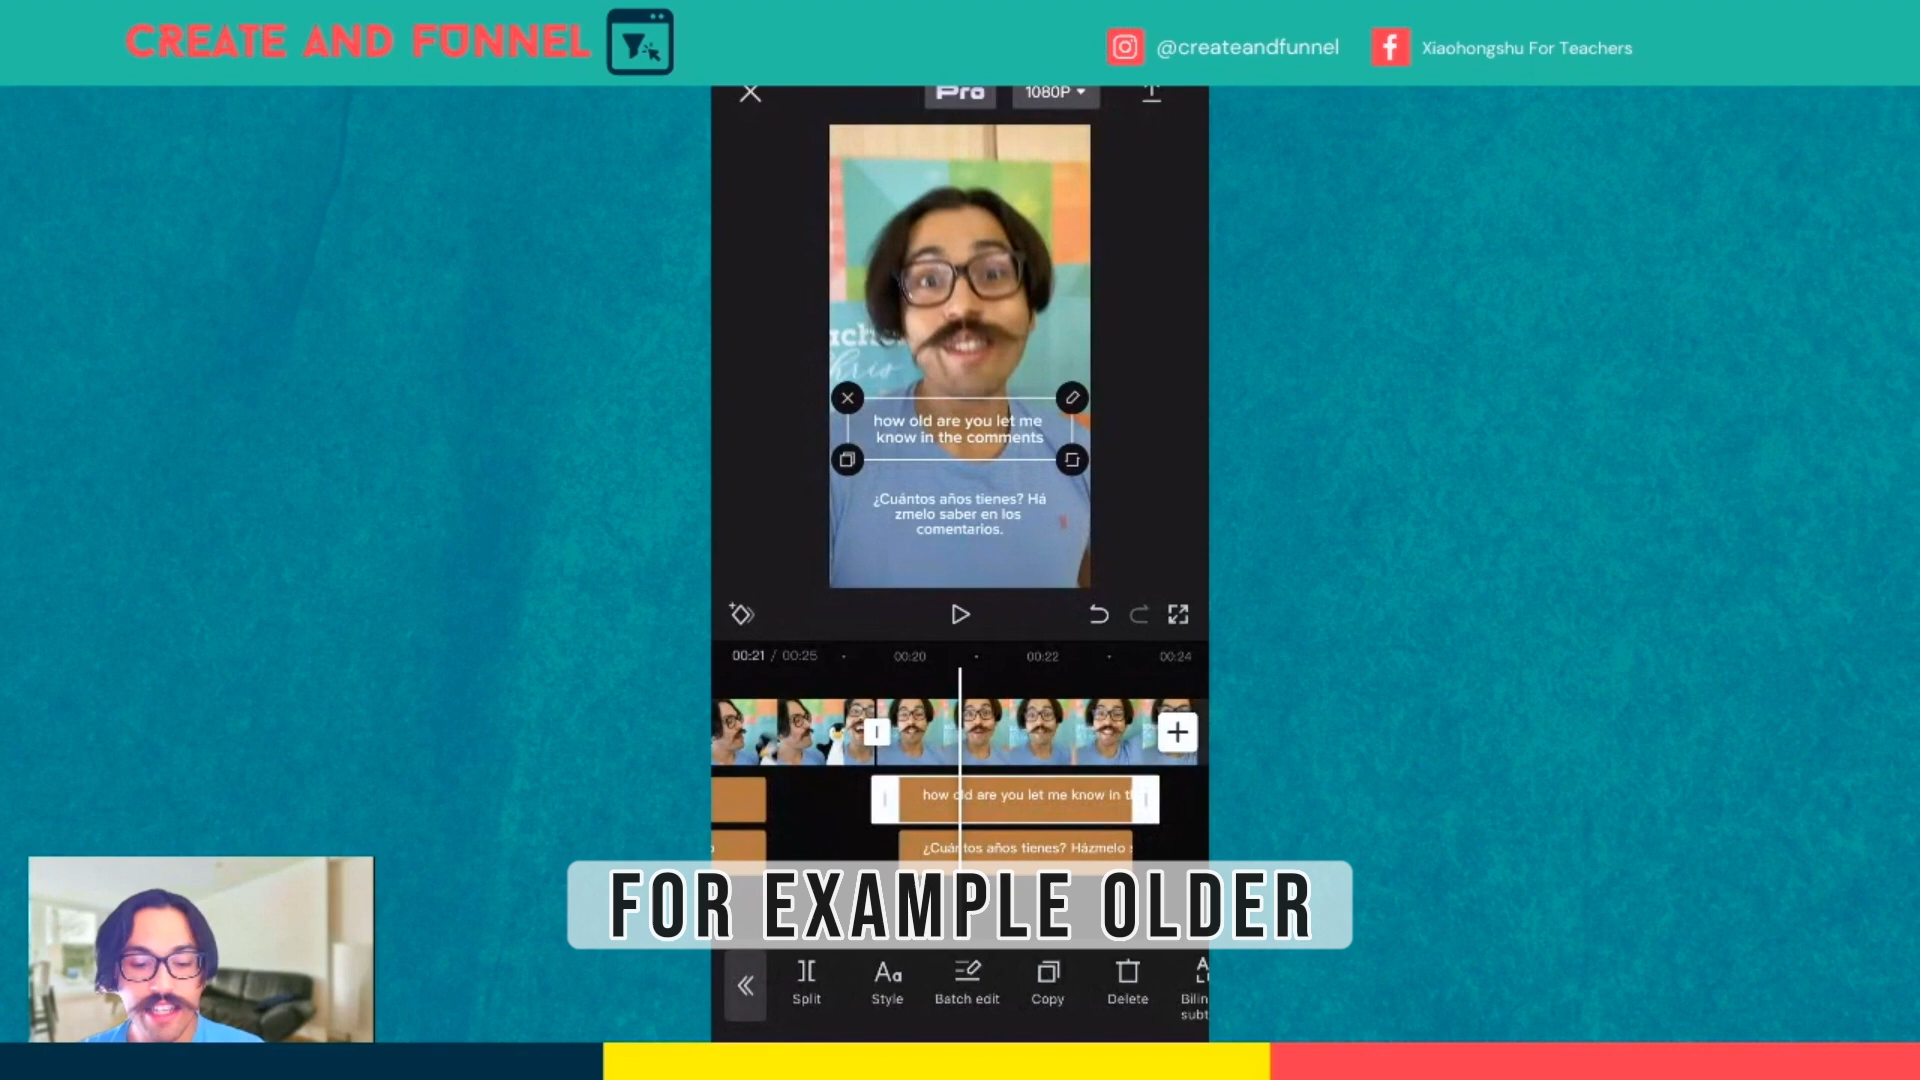 CREATE AND FUNNEL
@createandfunnel
Xiaohongshu For Teachers
Pro
1080P
how old are you let me
know in the comments
¿Cuántos años tienes? Há
zmelo saber en los
comentarios.
00:21 / 00:25
00:20
00:22
00:24
how old are you let me know in
¿Cuántos años tienes? Házmelo
FOR EXAMPLE OLDER
Split
Style
Batch edit
Copy
Delete
Bilin
subt